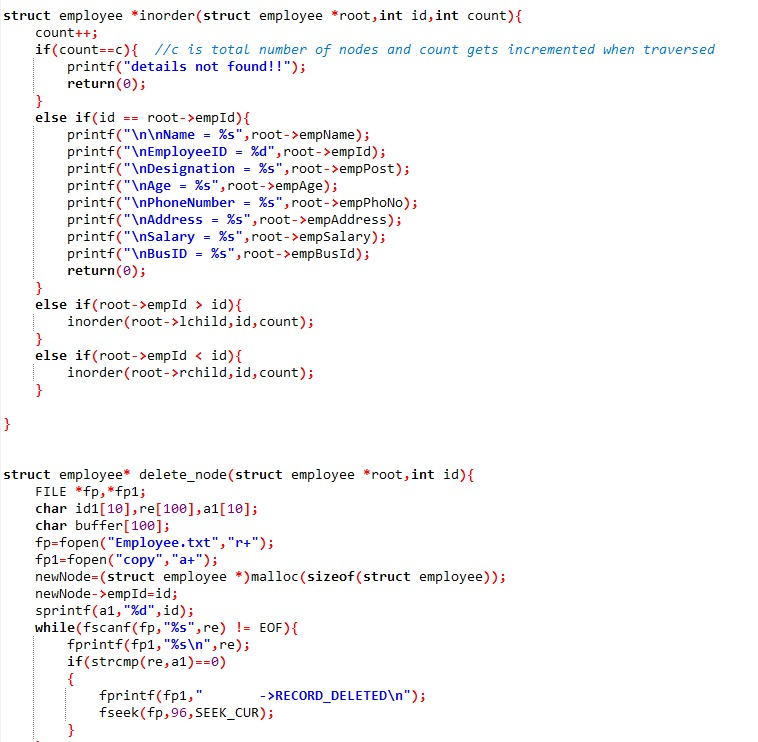 struct employee *inorder(struct employee *root,int id,int count){
    count++;
    if(count==c){  //c is total number of nodes and count gets incremented when traversed
        printf("details not found!!");
        return(0);
    }
    else if(id == root->empId){
        printf("\n\nName = %s",root->empName);
        printf("\nEmployeeID = %d",root->empId);
        printf("\nDesignation = %s",root->empPost);
        printf("\nAge = %s",root->empAge);
        printf("\nPhoneNumber = %s",root->empPhoNo);
        printf("\nAddress = %s",root->empAddress);
        printf("\nSalary = %s",root->empSalary);
        printf("\nBusID = %s",root->empBusId);
        return(0);
    }
    else if(root->empId > id){
        inorder(root->lchild,id,count);
    }
    else if(root->empId < id){
        inorder(root->rchild,id,count);
    }
}
struct employee* delete_node(struct employee *root,int id){
    FILE *fp,*fp1;
    char id1[10],re[100],a1[10];
    char buffer[100];
    fp=fopen("Employee.txt","r+");
    fp1=fopen("copy","a+");
    newNode=(struct employee *)malloc(sizeof(struct employee));
    newNode->empId=id;
    sprintf(a1,"%d",id);
    while(fscanf(fp,"%s",re) != EOF){
        fprintf(fp1,"%s\n",re);
        if(strcmp(re,a1)==0)
        {
            fprintf(fp1,"       ->RECORD_DELETED\n");
            fseek(fp,96,SEEK_CUR);
        }